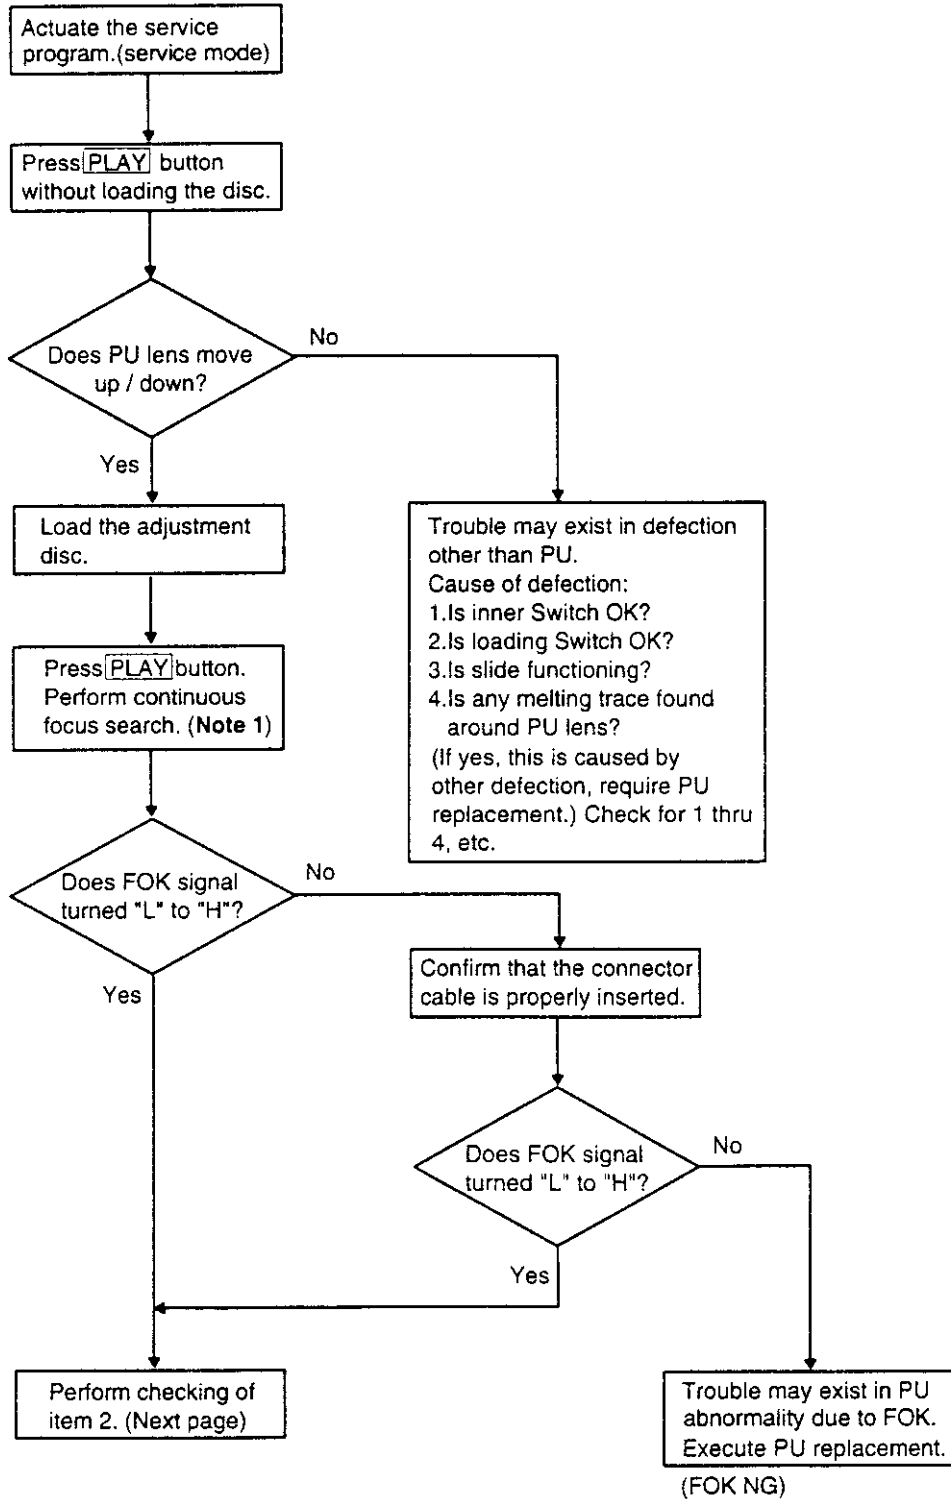 Actuate the service
program.(service mode)
Press PLAY button
without loading the disc.
Does PU lens move
up / down?
No
Yes
Load the adjustment
disc.
Trouble may exist in defection
other than PU.
Cause of defection:
1.Is inner Switch OK?
2.Is loading Switch OK?
3.Is slide functioning?
4.Is any melting trace found
around PU lens?
(If yes, this is caused by
other defection, require PU
replacement.) Check for 1 thru
4, etc.
Press PLAY button.
Perform continuous
focus search. (Note 1)
Does FOK signal
turned "L" to "H"?
No
Yes
Confirm that the connector
cable is properly inserted.
Does FOK signal
turned "L" to "H"?
No
Yes
Perform checking of
item 2. (Next page)
Trouble may exist in PU
abnormality due to FOK.
Execute PU replacement.
(FOK NG)